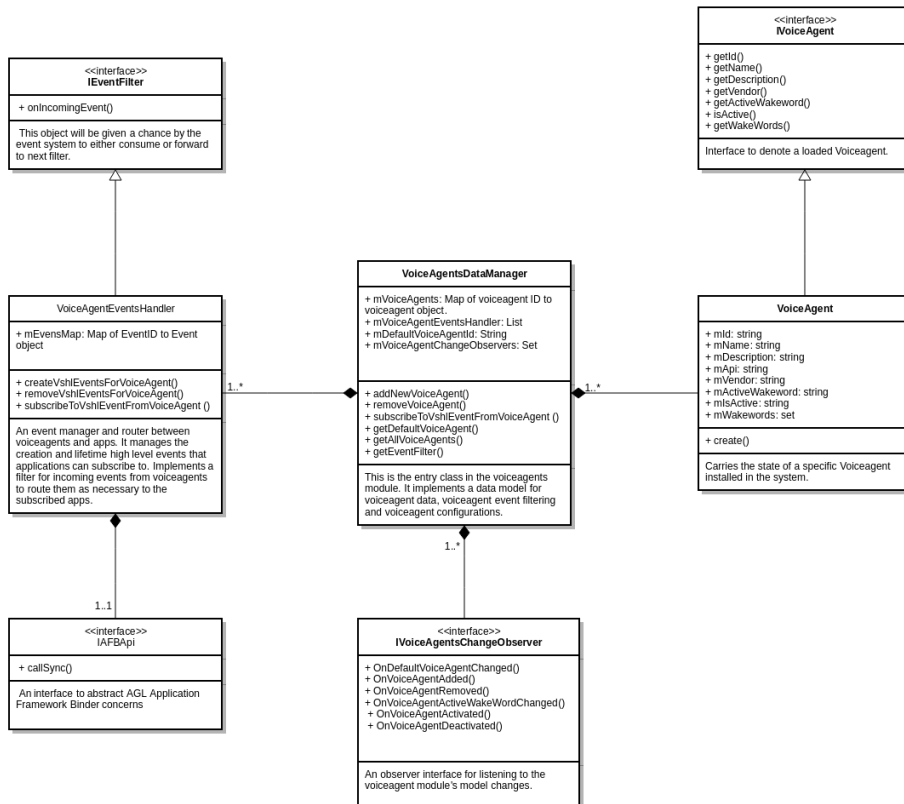 <<interface>>
IVoiceAgent
+ getId()
+ getName()
+ getDescription()
+ getVendor()
+ getActiveWakeword()
+ isActive()
+ getWakeWords()
Interface to denote a loaded Voiceagent.
<<interface>>
IEventFilter
+ onIncomingEvent()
This object will be given a chance by the
event system to either consume or forward
to next filter.
VoiceAgentEventsHandler
+ mEvensMap: Map of EventID to Event
object
+ createVshlEventsForVoiceAgent()
+ removeVshlEventsForVoiceAgent()
+ subscribeToVshlEventFromVoiceAgent ()
An event manager and router between
voiceagents and apps. It manages the
creation and lifetime high level events that
applications can subscribe to. Implements a
filter for incoming events from voiceagents
to route them as necessary to the
subscribed apps.
1..*
VoiceAgentsDataManager
+ mVoiceAgents: Map of voiceagent ID to
voiceagent object.
+ mVoiceAgentEventsHandler: List
+ mDefaultVoiceAgentId: String
+ mVoiceAgentChangeObservers: Set
+ addNewVoiceAgent()
+ removeVoiceAgent()
+ subscribeToVshlEventFromVoiceAgent ()
+ getDefaultVoiceAgent()
+ getAllVoiceAgents()
+ getEventFilter()
This is the entry class in the voiceagents
module. It implements a data model for
voiceagent data, voiceagent event filtering
and voiceagent configurations.
1..*
VoiceAgent
+ mId: string
+ mName: string
+ mDescription: string
+ mApi: string
+ mVendor: string
+ mActiveWakeword: string
+ mIsActive: string
+ mWakewords: set
+ create()
Carries the state of a specific Voiceagent
installed in the system.
1..*
1..1
<<interface>>
IAFBApi
+ callSync()
An interface to abstract AGL Application
Framework Binder concerns
<<interface>>
IVoiceAgentsChangeObserver
+ OnDefaultVoiceAgentChanged()
+ OnVoiceAgentAdded()
+ OnVoiceAgentRemoved()
+ OnVoiceAgentActiveWakeWordChanged()
+ OnVoiceAgentActivated()
+ OnVoiceAgentDeactivated()
An observer interface for listening to the
voiceagent module's model changes.